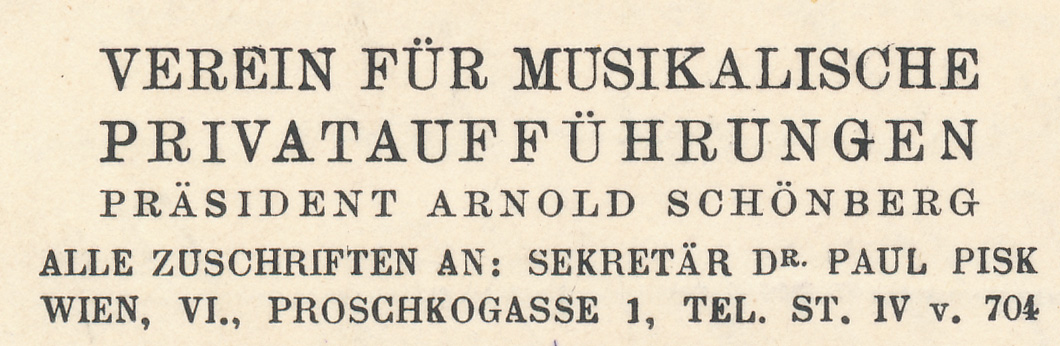 VEREIN FÜR MUSIKALISCHE
PRIVATAUFFÜHRUNGEN
PRÄSIDENT ARNOLD SCHÖNBERG
ALLE ZUSCHRIFTEN AN: SEKRETÄR DR. PAUL PISK
WIEN, VI., PROSCHKOGASSE 1, TEL. ST. IV v. 704